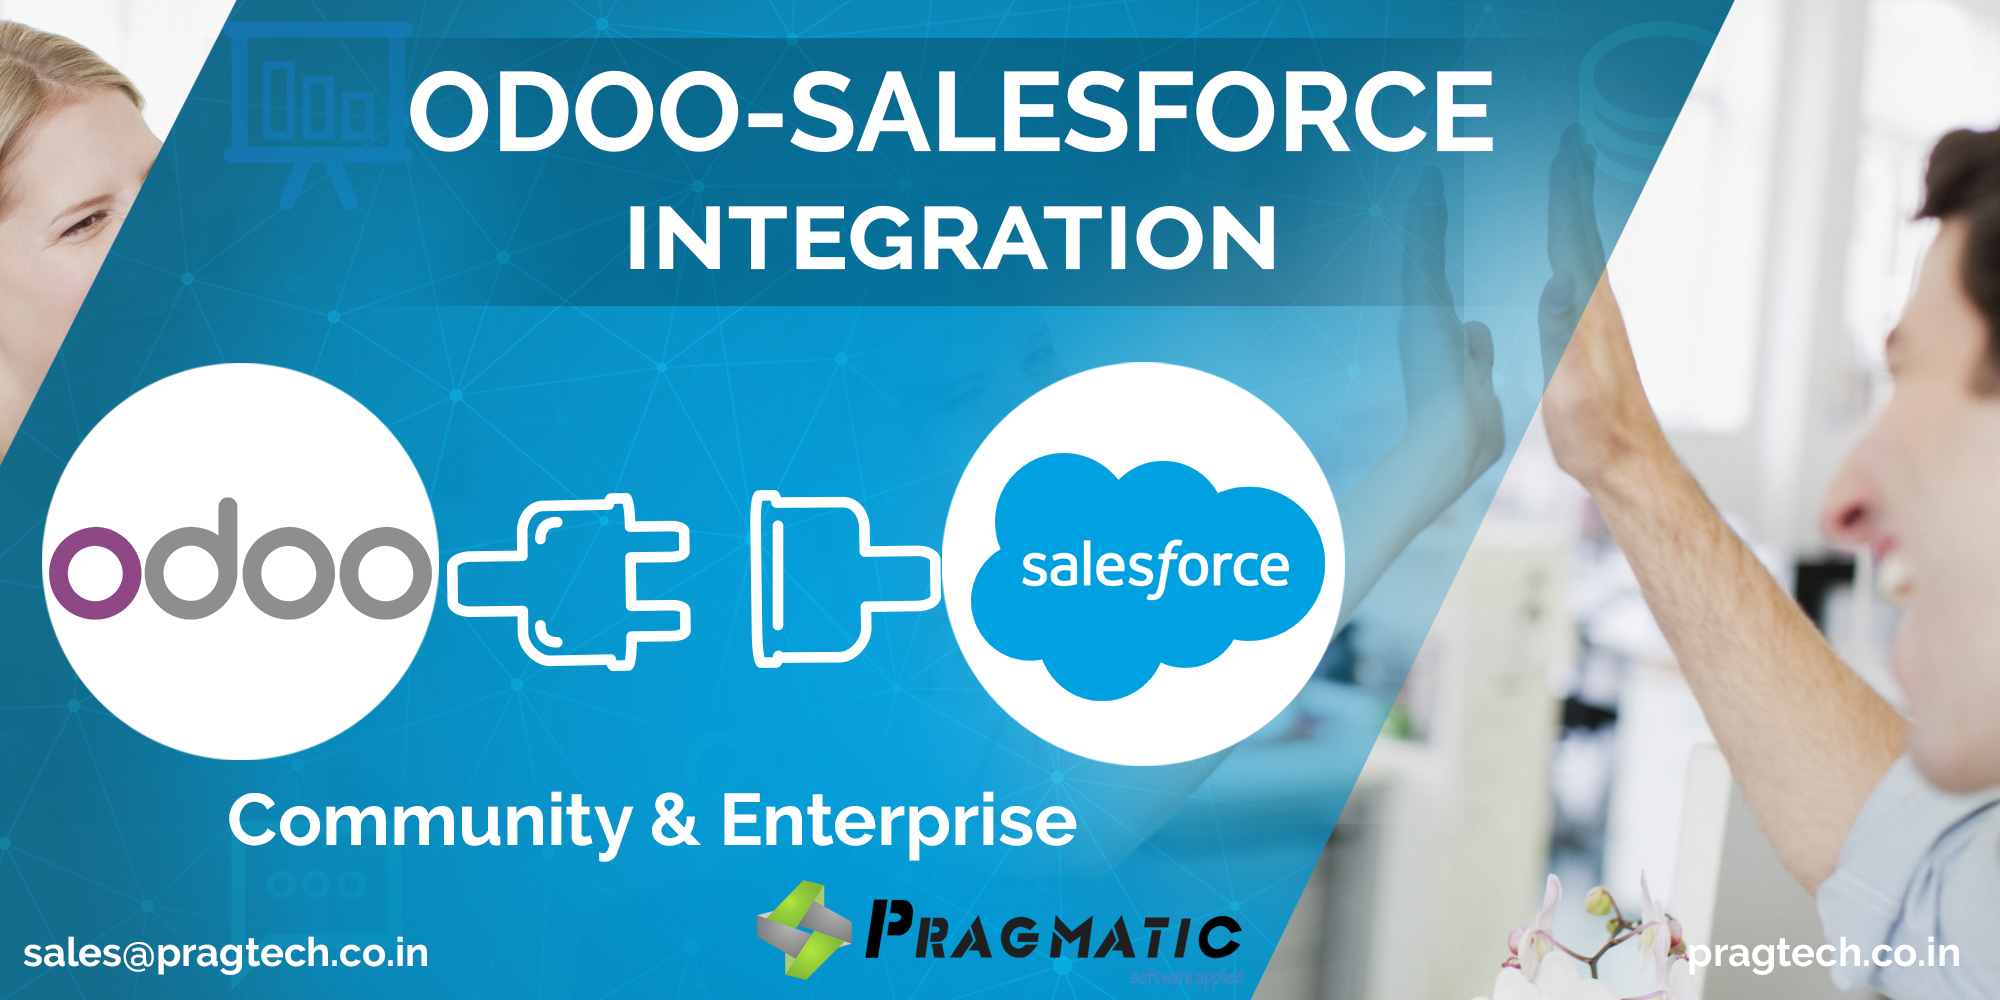 ODOO-SALESFORCE
INTEGRATION
odoo
salesforce
Community & Enterprise
PRAGMATIC
software applied
sales@pragtech.co.in
pragtech.co.in